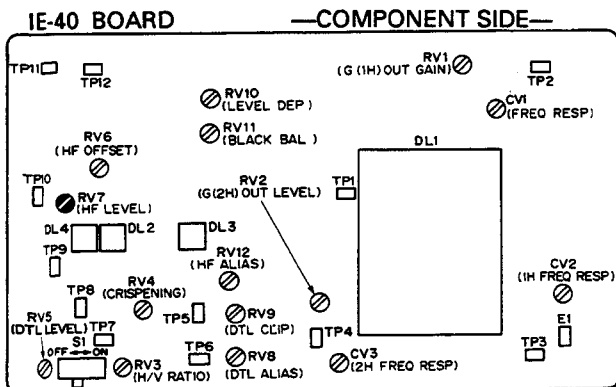 IE-40 BOARD —COMPONENT SIDE—
TP11
TP12
RV10
(LEVEL DEP)
RV11
(BLACK BAL)
RV1
(G(1H)OUT GAIN)
TP2
CV1
(FREQ RESP)
DL1
RV6
(HF OFFSET)
TP10
RV7
(HF LEVEL)
RV2
(G(2H)OUT LEVEL)
TP1
DL4
DL2
DL3
TP9
RV12
(HF ALIAS)
CV2
(1H FREQ RESP)
TP8
RV4
(CRISPENING)
TP5
RV9
(DTL CLIP)
E1
RV5
(DTL LEVEL)
TP7
S1
OFF ON
RV3
(H/V RATIO)
TP6
RV8
(DTL ALIAS)
TP4
CV3
(2H FREQ RESP)
TP3